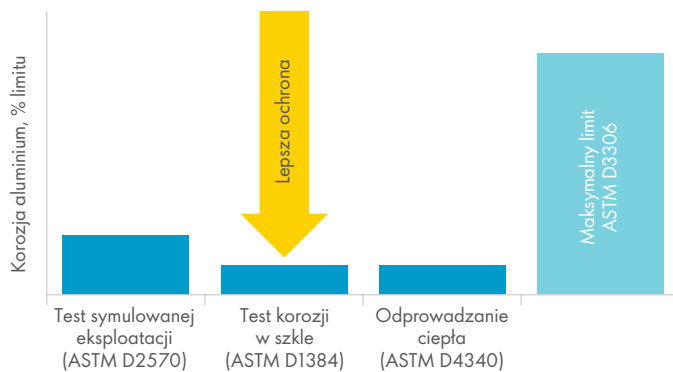 Korozja aluminium, % limitu
Lepsza ochrona
Maksymalny limit
ASTM D3306
Test symulowanej
eksploatacji
(ASTM D2570)
Test korozji
w szkle
(ASTM D1384)
Odprowadzanie
ciepła
(ASTM D4340)